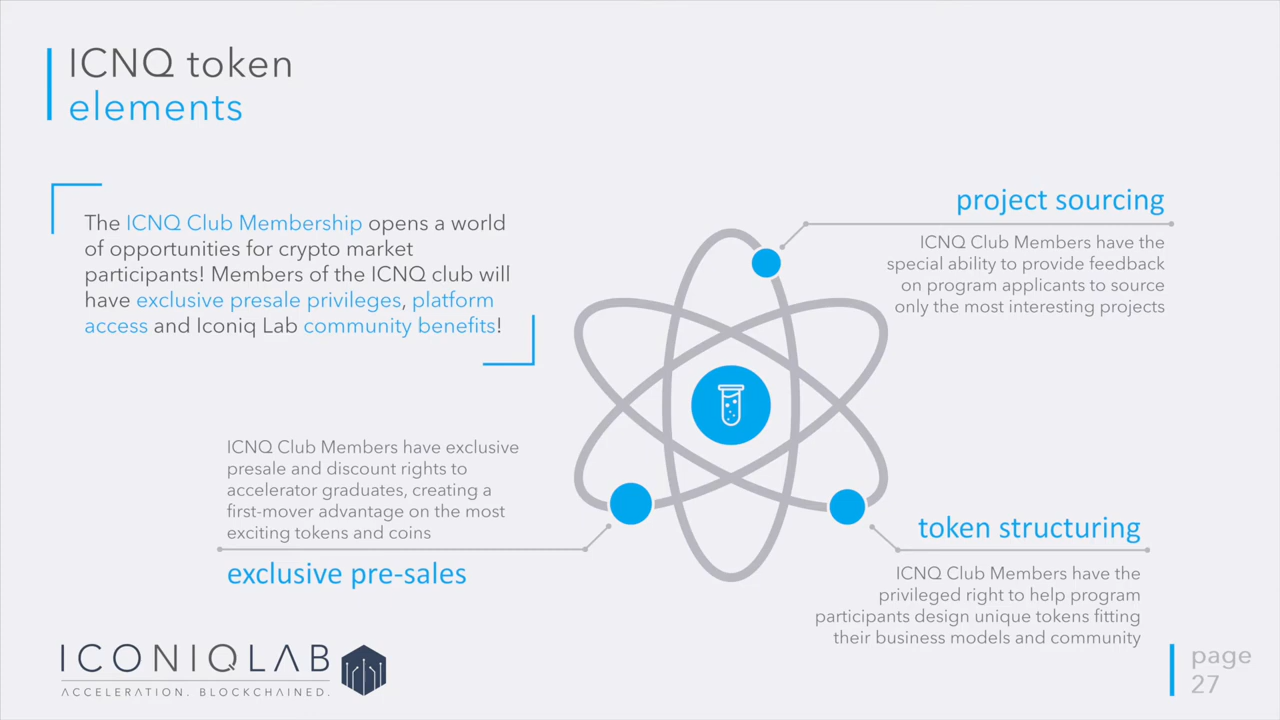 ICNQ token
elements
The ICNQ Club Membership opens a world
of opportunities for crypto market
participants! Members of the ICNQ club will
have exclusive presale privileges, platform
access and Iconiq Lab community benefits!
project sourcing
ICNQ Club Members have the
special ability to provide feedback
on program applicants to source
only the most interesting projects
ICNQ Club Members have exclusive
presale and discount rights to
accelerator graduates, creating a
first-mover advantage on the most
exciting tokens and coins
exclusive pre-sales
token structuring
ICNQ Club Members have the
privileged right to help program
participants design unique tokens fitting
their business models and community
ICONIQLAB
ACCELERATION. BLOCKCHAINED.
page
27